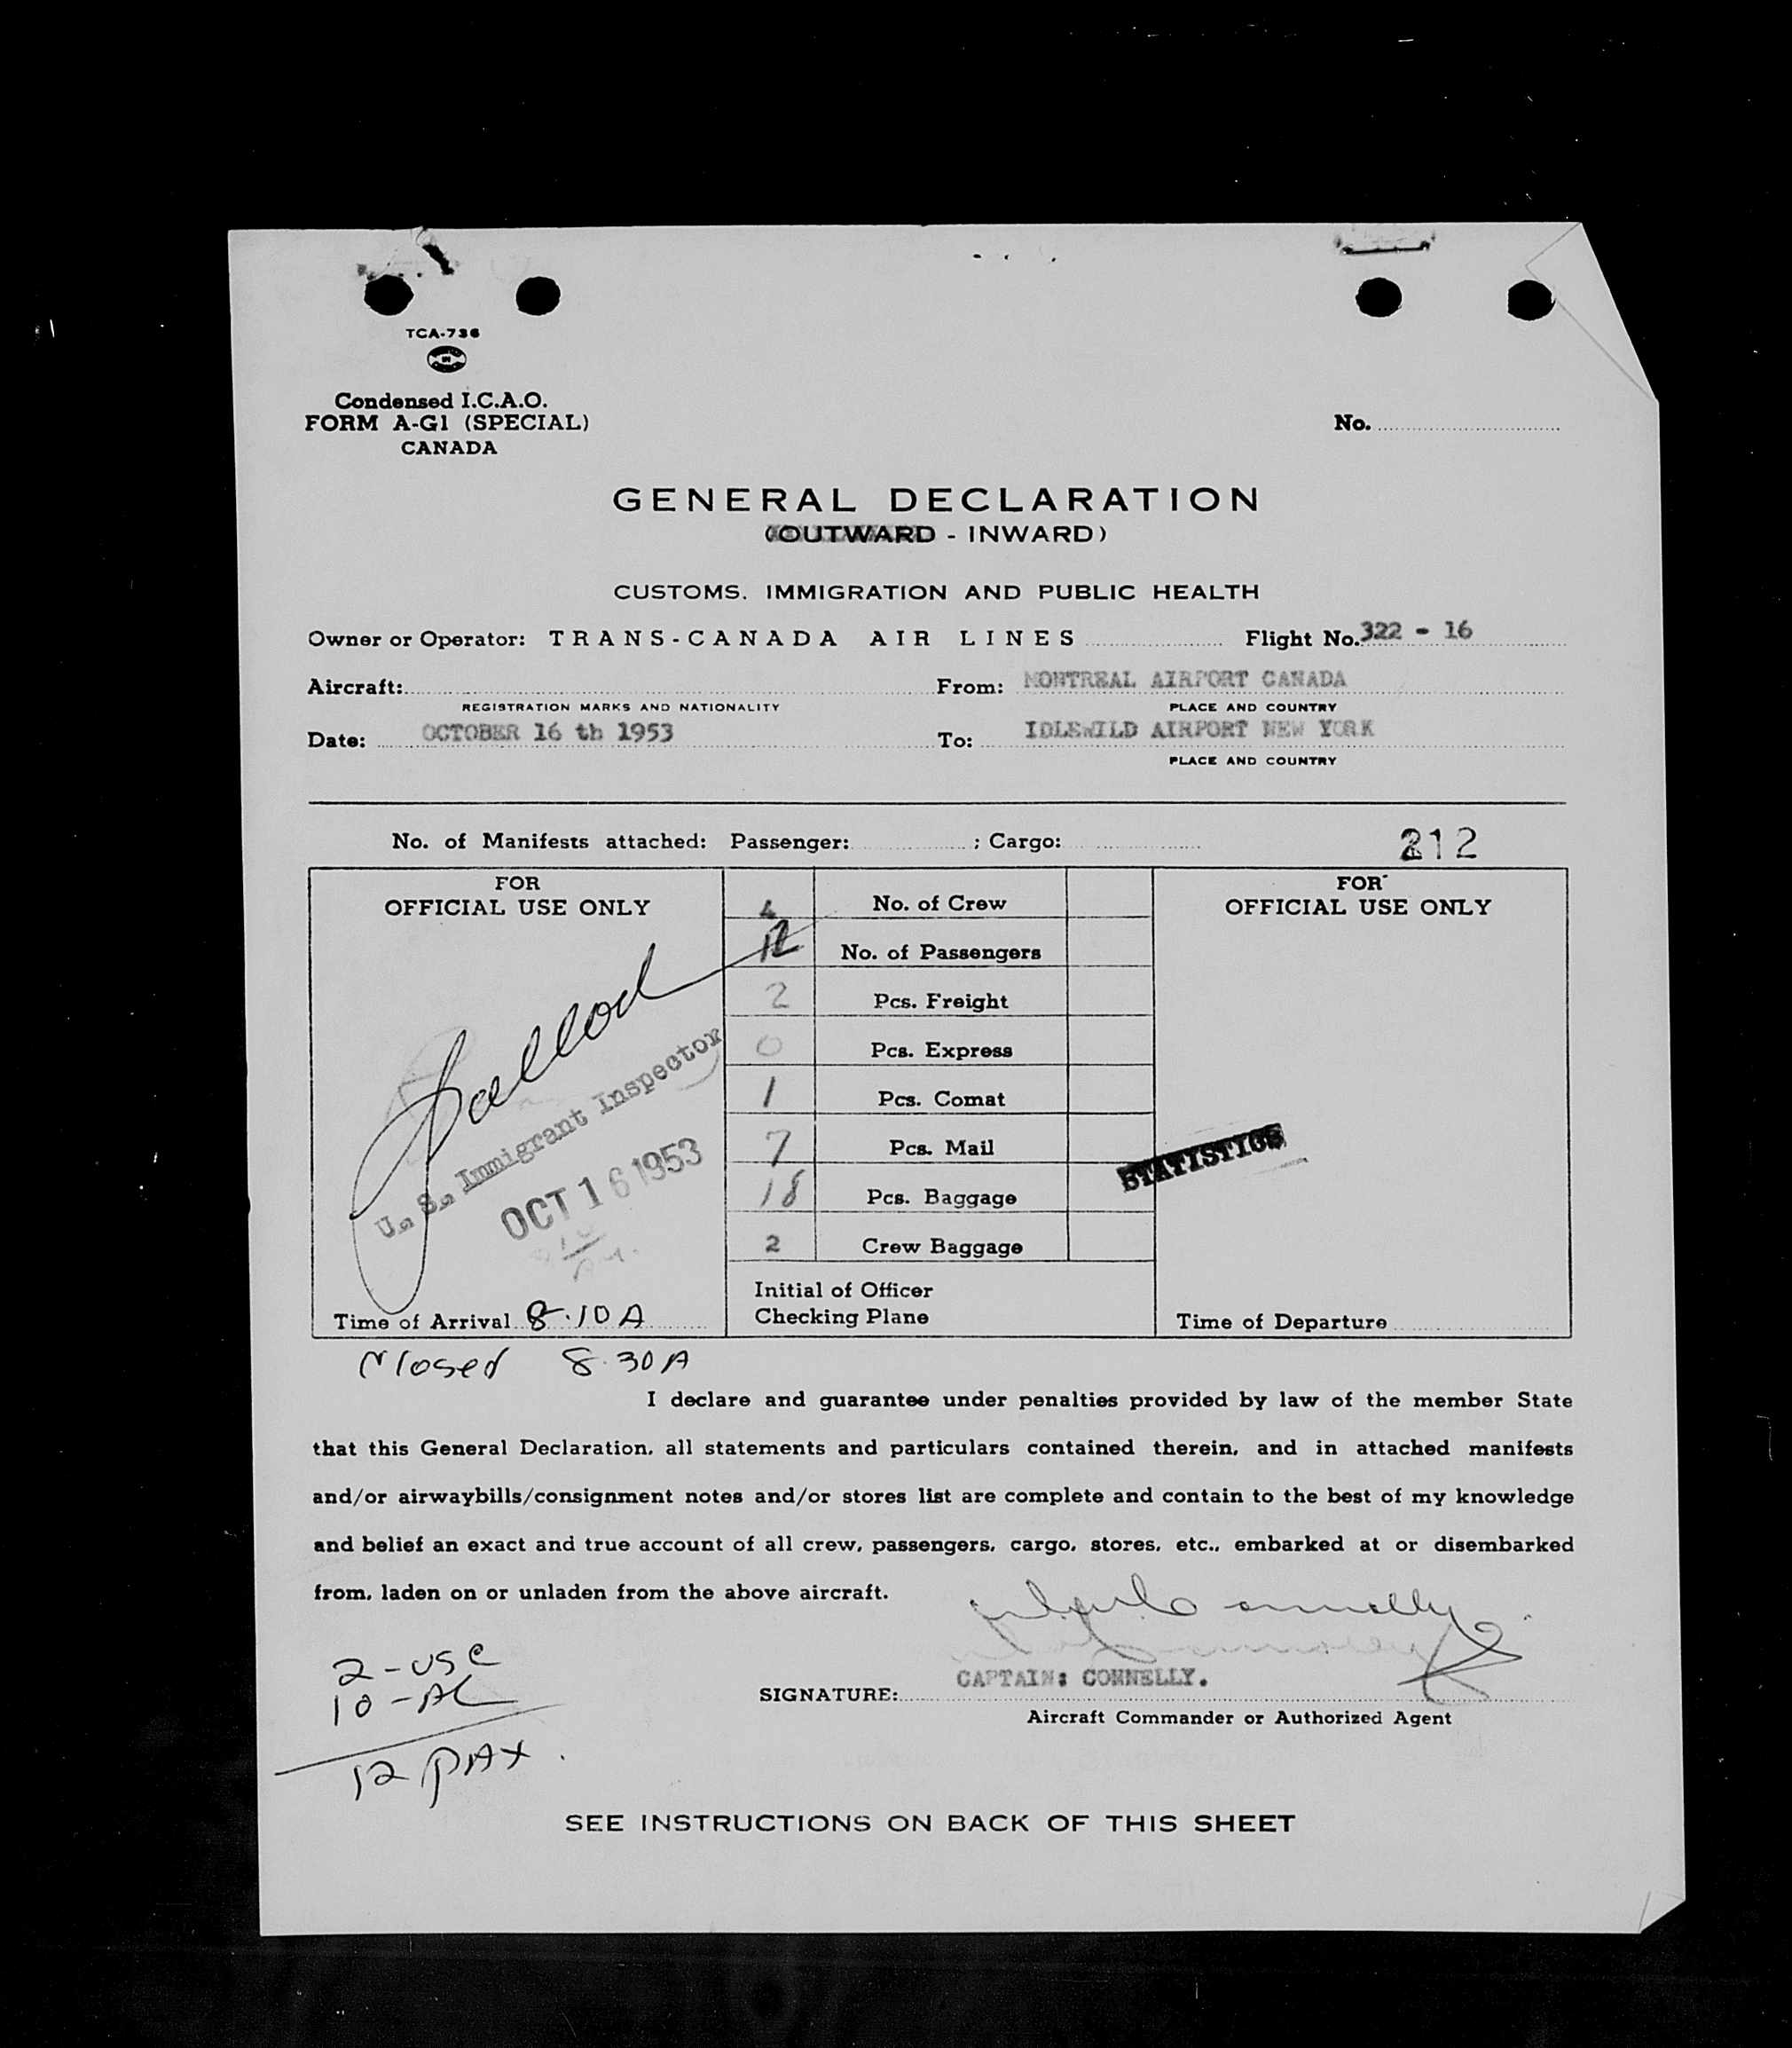 TCA-736
Condensed I.C.A.O.
FORM A-G1 (SPECIAL)
CANADA
No.
GENERAL DECLARATION
(OUTWARD - INWARD)
CUSTOMS, IMMIGRATION AND PUBLIC HEALTH
Owner or Operator: TRANS-CANADA AIR LINES Flight No. 322 - 16
Aircraft: From: MONTREAL AIRPORT CANADA
REGISTRATION MARKS AND NATIONALITY PLACE AND COUNTRY
Date: OCTOBER 16 th 1953 To: IDLEWILD AIRPORT NEW YORK
PLACE AND COUNTRY
No. of Manifests attached: Passenger: ; Cargo: 212
FOR
OFFICIAL USE ONLY
U. S. Immigrant Inspector
OCT 16 1953
Time of Arrival 8.10A
4 No. of Crew
12 No. of Passengers
2 Pcs. Freight
0 Pcs. Express
1 Pcs. Comat
7 Pcs. Mail
18 Pcs. Baggage
2 Crew Baggage
Initial of Officer
Checking Plane
FOR
OFFICIAL USE ONLY
STATISTICS
Time of Departure
Closed 8.30A
I declare and guarantee under penalties provided by law of the member State
that this General Declaration, all statements and particulars contained therein, and in attached manifests
and/or airwaybills/consignment notes and/or stores list are complete and contain to the best of my knowledge
and belief an exact and true account of all crew, passengers, cargo, stores, etc., embarked at or disembarked
from, laden on or unladen from the above aircraft.
2-USC
10-AL
12 PAX.
Connelly
SIGNATURE: CAPTAIN: CONNELLY.
Aircraft Commander or Authorized Agent
SEE INSTRUCTIONS ON BACK OF THIS SHEET